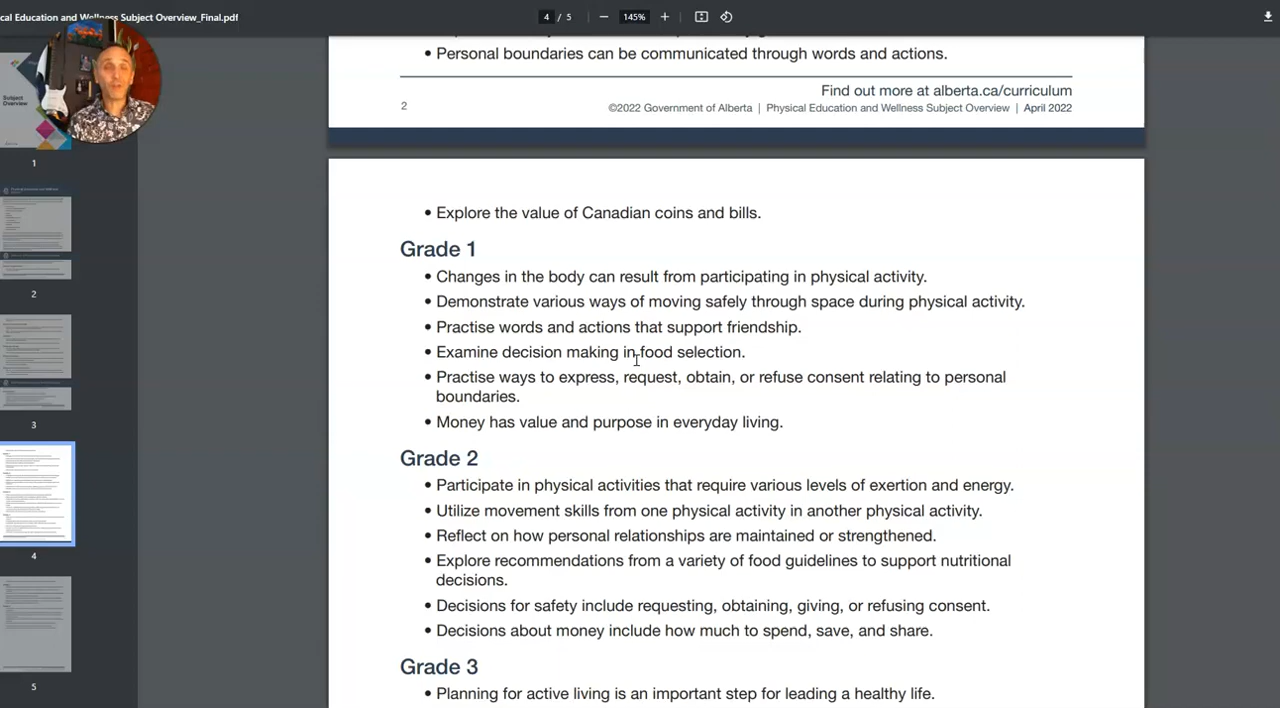 cal Education and Wellness Subject Overview_Final.pdf
4 / 5
145%
Subject
Overview
1
2
3
4
5
• Personal boundaries can be communicated through words and actions.
Find out more at alberta.ca/curriculum
2
©2022 Government of Alberta | Physical Education and Wellness Subject Overview | April 2022
• Explore the value of Canadian coins and bills.
Grade 1
• Changes in the body can result from participating in physical activity.
• Demonstrate various ways of moving safely through space during physical activity.
• Practise words and actions that support friendship.
• Examine decision making in food selection.
• Practise ways to express, request, obtain, or refuse consent relating to personal
boundaries.
• Money has value and purpose in everyday living.
Grade 2
• Participate in physical activities that require various levels of exertion and energy.
• Utilize movement skills from one physical activity in another physical activity.
• Reflect on how personal relationships are maintained or strengthened.
• Explore recommendations from a variety of food guidelines to support nutritional
decisions.
• Decisions for safety include requesting, obtaining, giving, or refusing consent.
• Decisions about money include how much to spend, save, and share.
Grade 3
• Planning for active living is an important step for leading a healthy life.